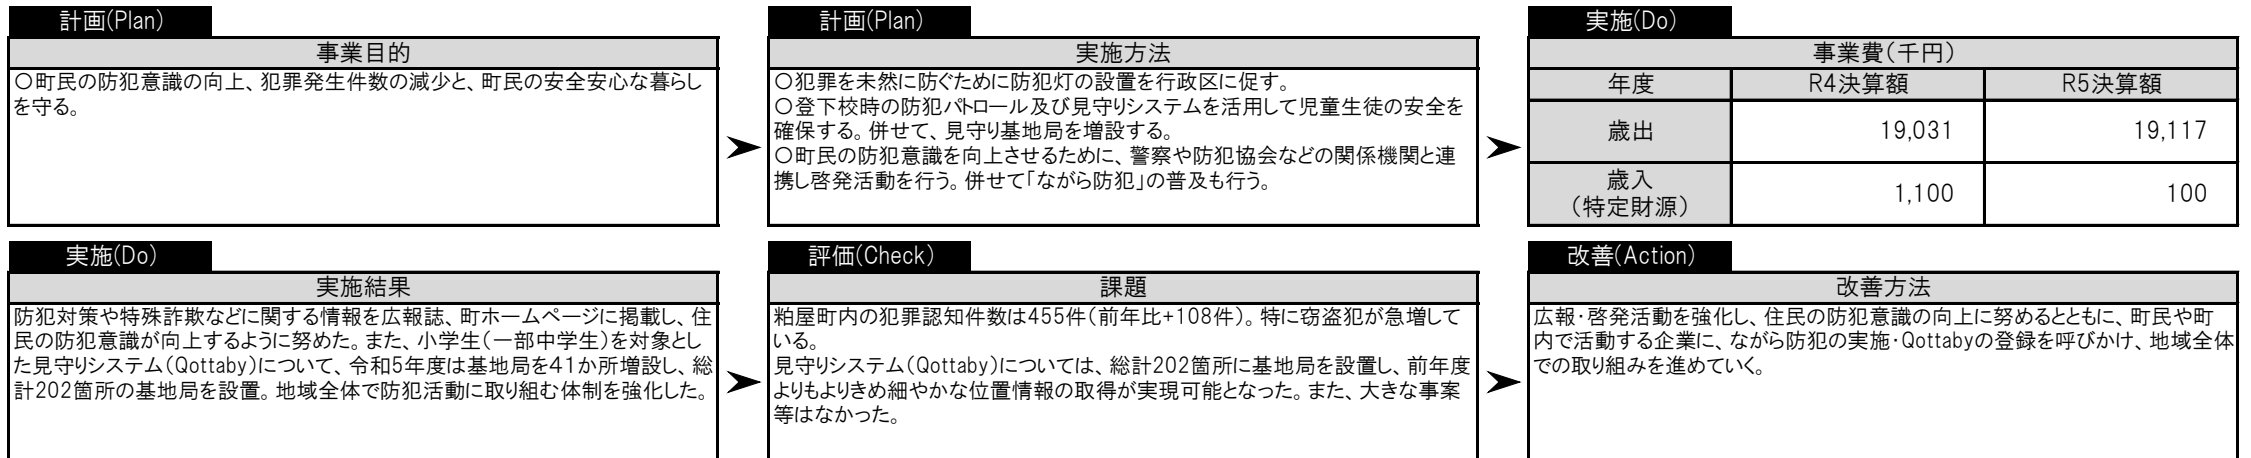 計画(Plan)
事業目的
〇町民の防犯意識の向上、犯罪発生件数の減少と、町民の安全安心な暮らし
を守る。
計画(Plan)
実施方法
〇犯罪を未然に防ぐために防犯灯の設置を行政区に促す。
〇登下校時の防犯パトロール及び見守りシステムを活用して児童生徒の安全を
確保する。併せて、見守り基地局を増設する。
〇町民の防犯意識を向上させるために、警察や防犯協会などの関係機関と連
携し啓発活動を行う。併せて「ながら防犯」の普及も行う。
実施(Do)
事業費(千円)
年度 R4決算額 R5決算額
歳出 19,031 19,117
歳入
(特定財源) 1,100 100
実施(Do)
実施結果
防犯対策や特殊詐欺などに関する情報を広報誌、町ホームページに掲載し、住
民の防犯意識が向上するように努めた。また、小学生(一部中学生)を対象とし
た見守りシステム(Qottaby)について、令和5年度は基地局を41か所増設し、総
計202箇所の基地局を設置。地域全体で防犯活動に取り組む体制を強化した。
評価(Check)
課題
粕屋町内の犯罪認知件数は455件(前年比+108件)。特に窃盗犯が急増して
いる。
見守りシステム(Qottaby)については、総計202箇所に基地局を設置し、前年度
よりもよりきめ細やかな位置情報の取得が実現可能となった。また、大きな事案
等はなかった。
改善(Action)
改善方法
広報・啓発活動を強化し、住民の防犯意識の向上に努めるとともに、町民や町
内で活動する企業に、ながら防犯の実施・Qottabyの登録を呼びかけ、地域全体
での取り組みを進めていく。